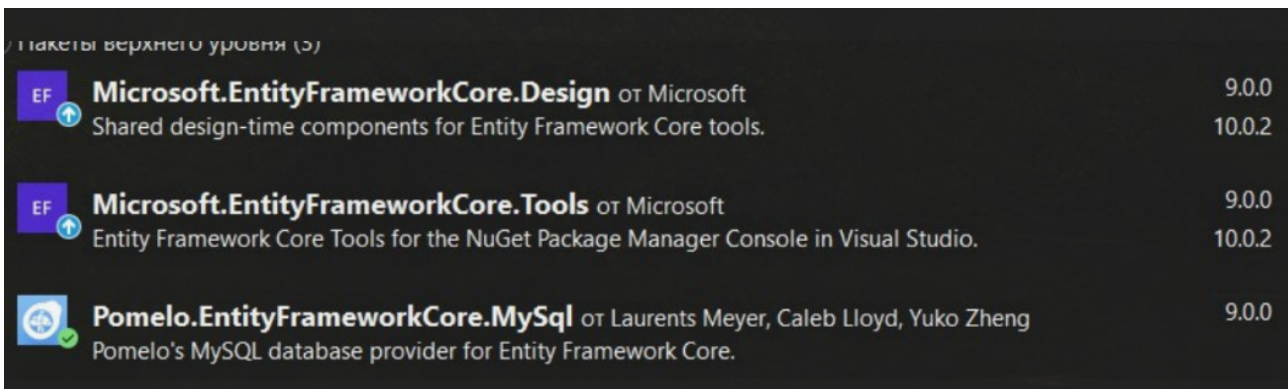 Пакеты верхнего уровня (3)
EF Microsoft.EntityFrameworkCore.Design от Microsoft 9.0.0
Shared design-time components for Entity Framework Core tools. 10.0.2
EF Microsoft.EntityFrameworkCore.Tools от Microsoft 9.0.0
Entity Framework Core Tools for the NuGet Package Manager Console in Visual Studio. 10.0.2
Pomelo.EntityFrameworkCore.MySql от Laurents Meyer, Caleb Lloyd, Yuko Zheng 9.0.0
Pomelo's MySQL database provider for Entity Framework Core.